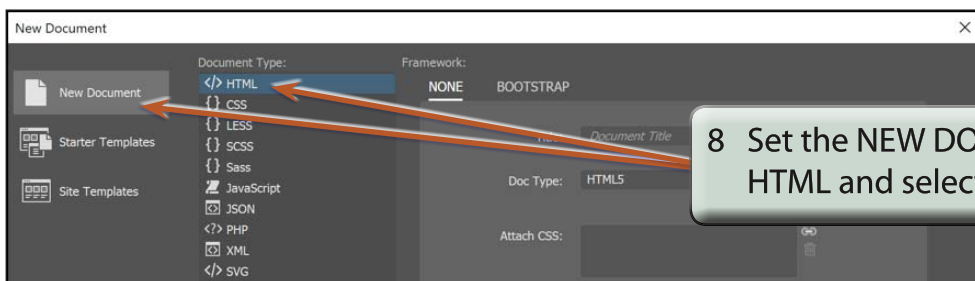 New Document
Document Type:
Framework:
New Document
Starter Templates
Site Templates
</> HTML
{} CSS
{} LESS
{} SCSS
{} Sass
JavaScript
JSON
<?> PHP
XML
</> SVG
NONE BOOTSTRAP
Document Title
Doc Type: HTML5
Attach CSS:
8 Set the NEW DO
HTML and select